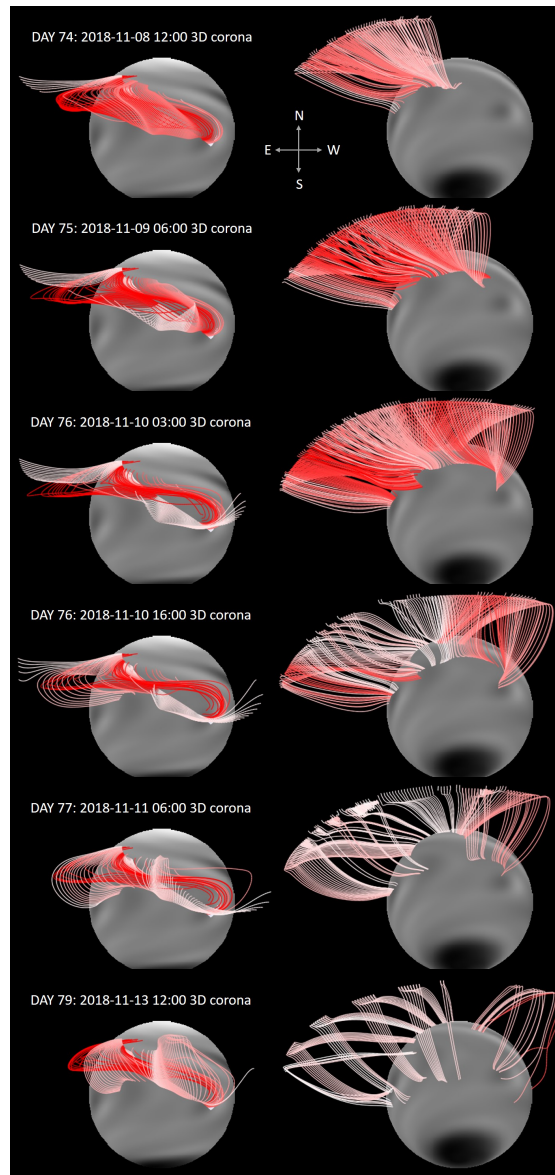 DAY 74: 2018-11-08 12:00 3D corona
N
E W
S
DAY 75: 2018-11-09 06:00 3D corona
DAY 76: 2018-11-10 03:00 3D corona
DAY 76: 2018-11-10 16:00 3D corona
DAY 77: 2018-11-11 06:00 3D corona
DAY 79: 2018-11-13 12:00 3D corona